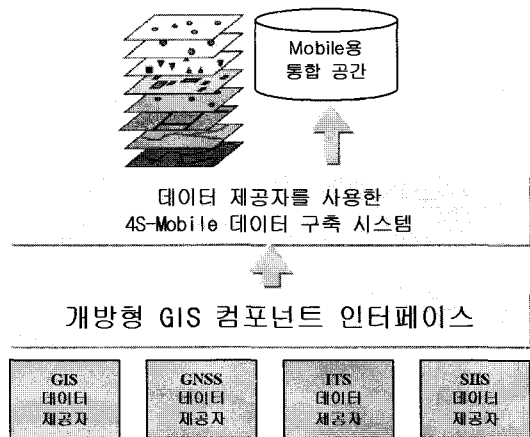 Mobile용
통합 공간
데이터 제공자를 사용한
4S-Mobile 데이터 구축 시스템
개방형 GIS 컴포넌트 인터페이스
GIS
데이터
제공자
GNSS
데이터
제공자
ITS
데이터
제공자
SIIS
데이터
제공자